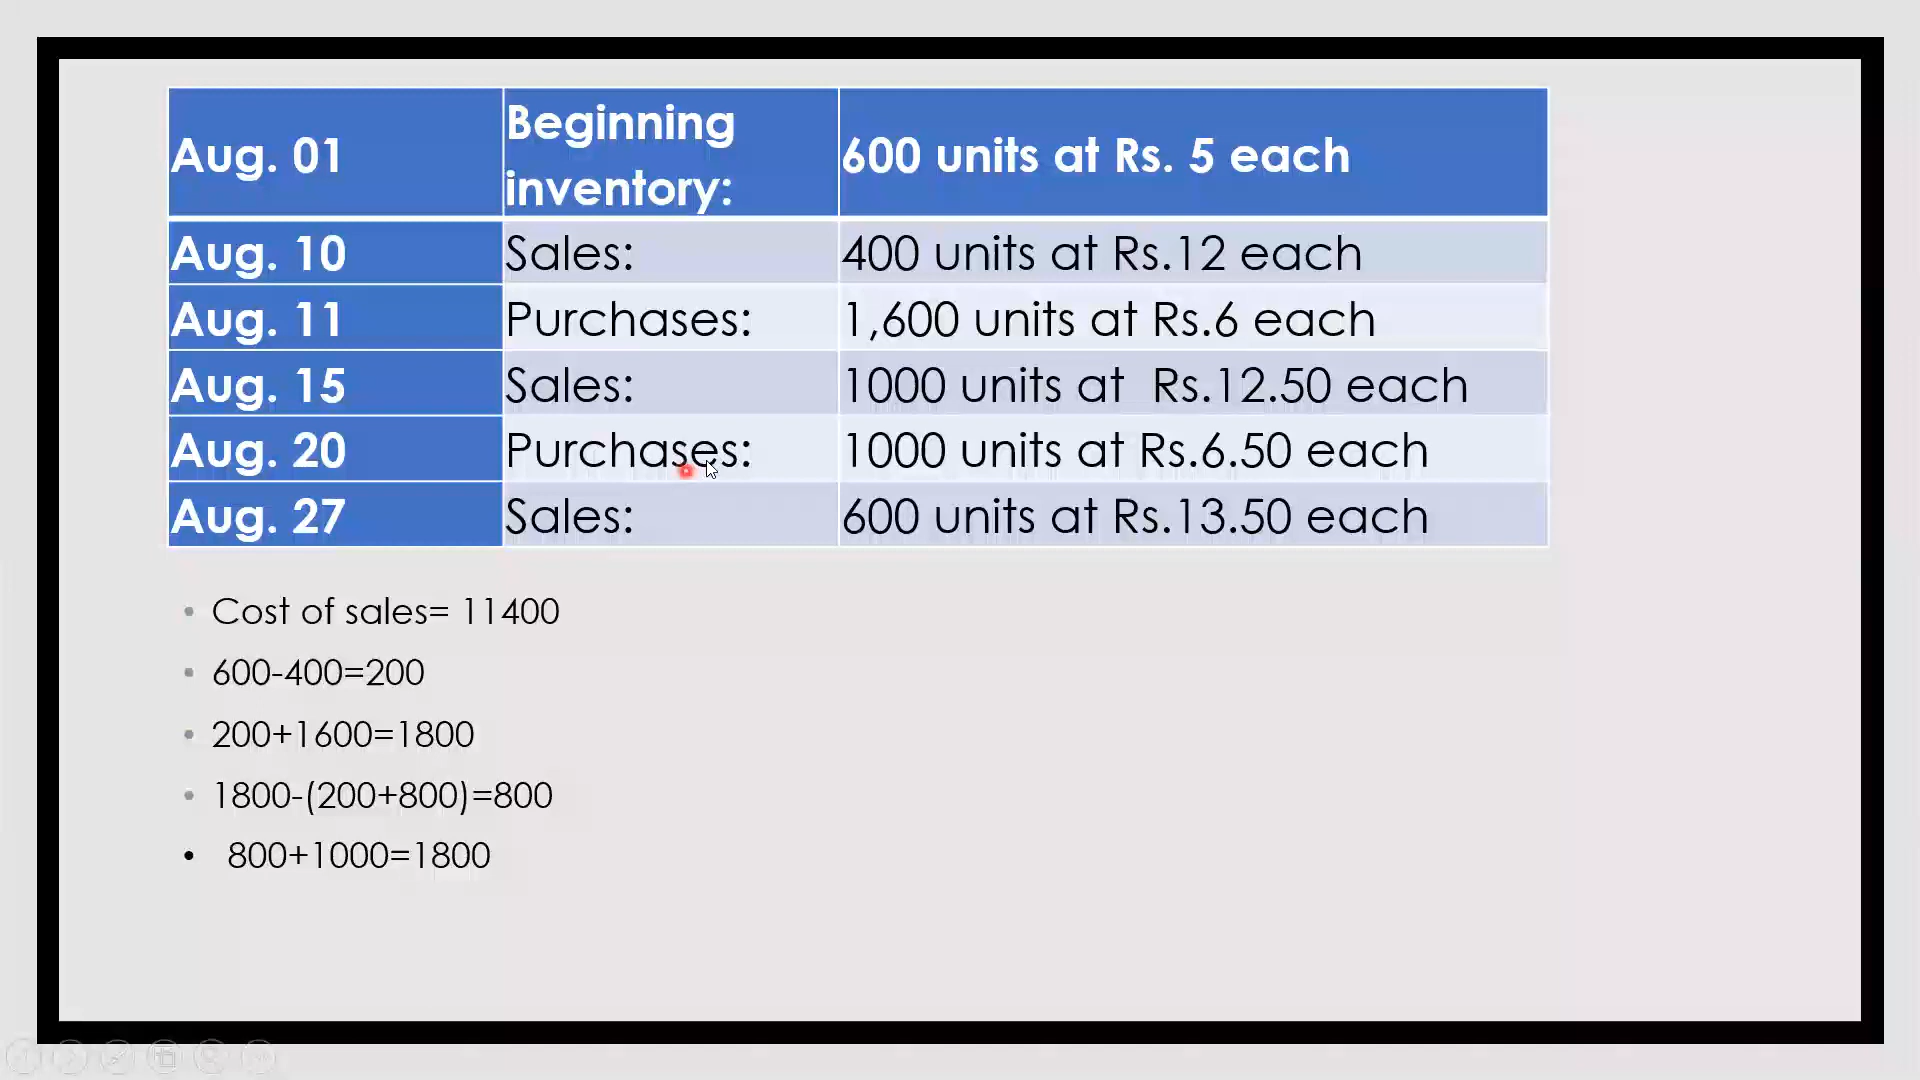 Aug. 01 Beginning inventory: 600 units at Rs. 5 each
Aug. 10 Sales: 400 units at Rs.12 each
Aug. 11 Purchases: 1,600 units at Rs.6 each
Aug. 15 Sales: 1000 units at Rs.12.50 each
Aug. 20 Purchases: 1000 units at Rs.6.50 each
Aug. 27 Sales: 600 units at Rs.13.50 each
• Cost of sales= 11400
• 600-400=200
• 200+1600=1800
• 1800-(200+800)=800
• 800+1000=1800